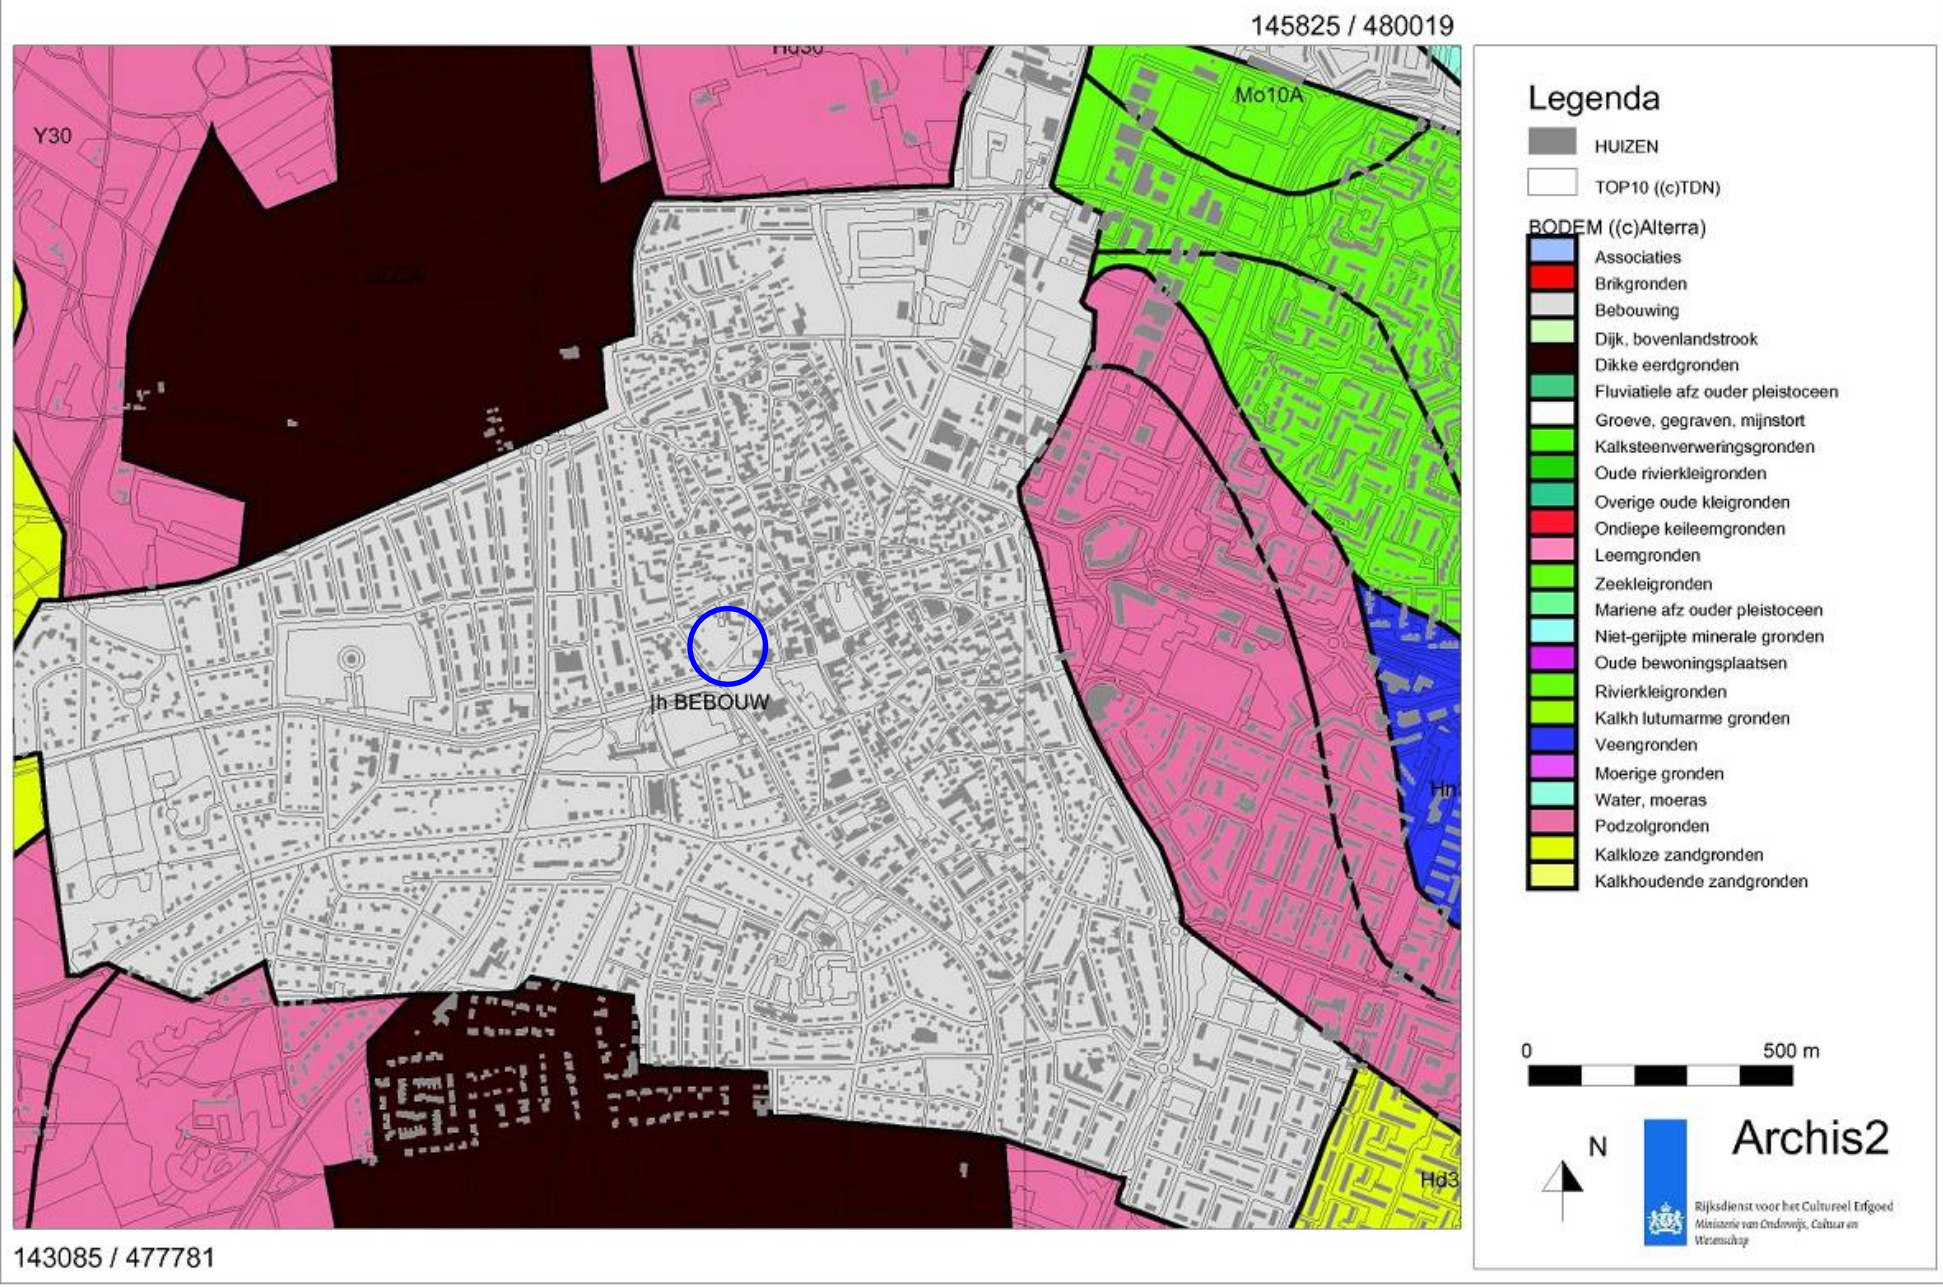 145825 / 480019
Hd30
Y30
Mo10A
|h BEBOUW
Hd3
143085 / 477781
Legenda
HUIZEN
TOP10 ((c)TDN)
BODEM ((c)Alterra)
Associaties
Brikgronden
Bebouwing
Dijk, bovenlandstrook
Dikke eerdgronden
Fluviatiele afz ouder pleistoceen
Groeve, gegraven, mijnstort
Kalksteenverweringsgronden
Oude rivierkleigronden
Overige oude kleigronden
Ondiepe keileemgronden
Leemgronden
Zeekleigronden
Mariene afz ouder pleistoceen
Niet-gerijpte minerale gronden
Oude bewoningsplaatsen
Rivierkleigronden
Kalkh lutumarme gronden
Veengronden
Moerige gronden
Water, moeras
Podzolgronden
Kalkloze zandgronden
Kalkhoudende zandgronden
0 500 m
N
Archis2
Rijksdienst voor het Cultureel Erfgoed
Ministerie van Onderwijs, Cultuur en
Wetenschap